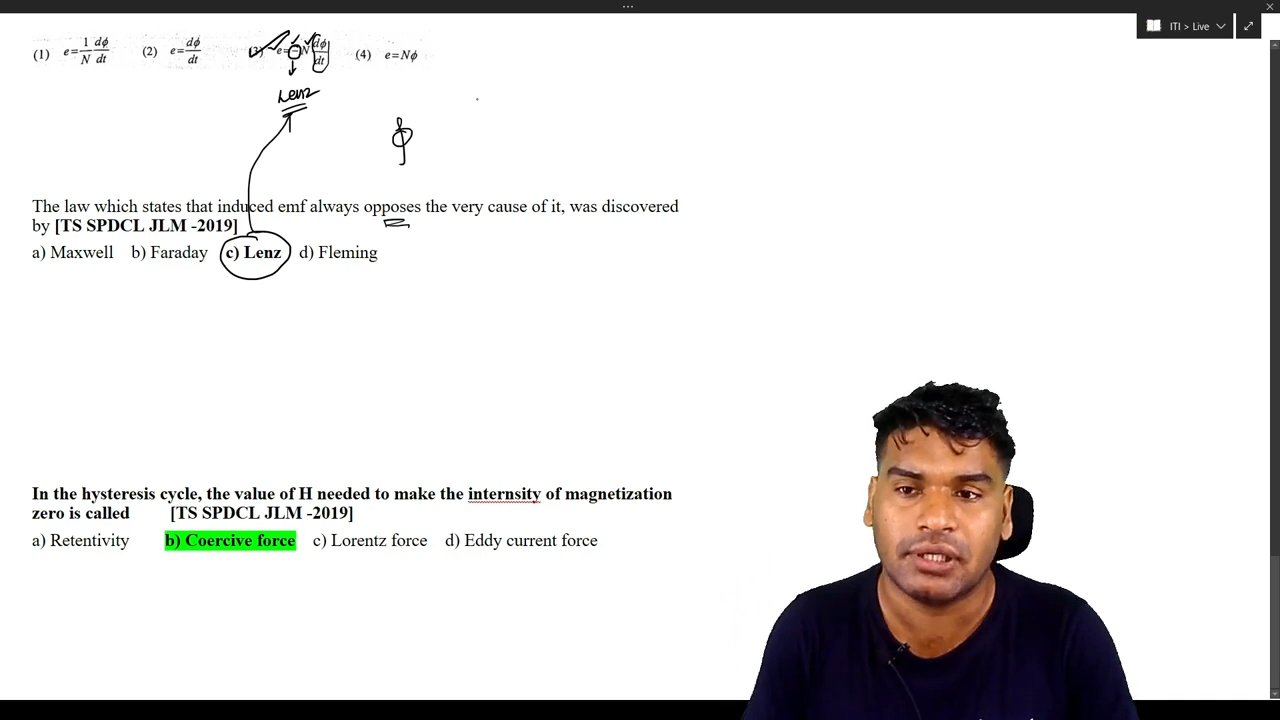 ITI > Live
(1) e=1/N dϕ/dt (2) e=dϕ/dt (3) e=-N dϕ/dt (4) e=Nϕ
Lenz
ϕ
The law which states that induced emf always opposes the very cause of it, was discovered
by [TS SPDCL JLM -2019]
a) Maxwell b) Faraday c) Lenz d) Fleming
In the hysteresis cycle, the value of H needed to make the internsity of magnetization
zero is called [TS SPDCL JLM -2019]
a) Retentivity b) Coercive force c) Lorentz force d) Eddy current force